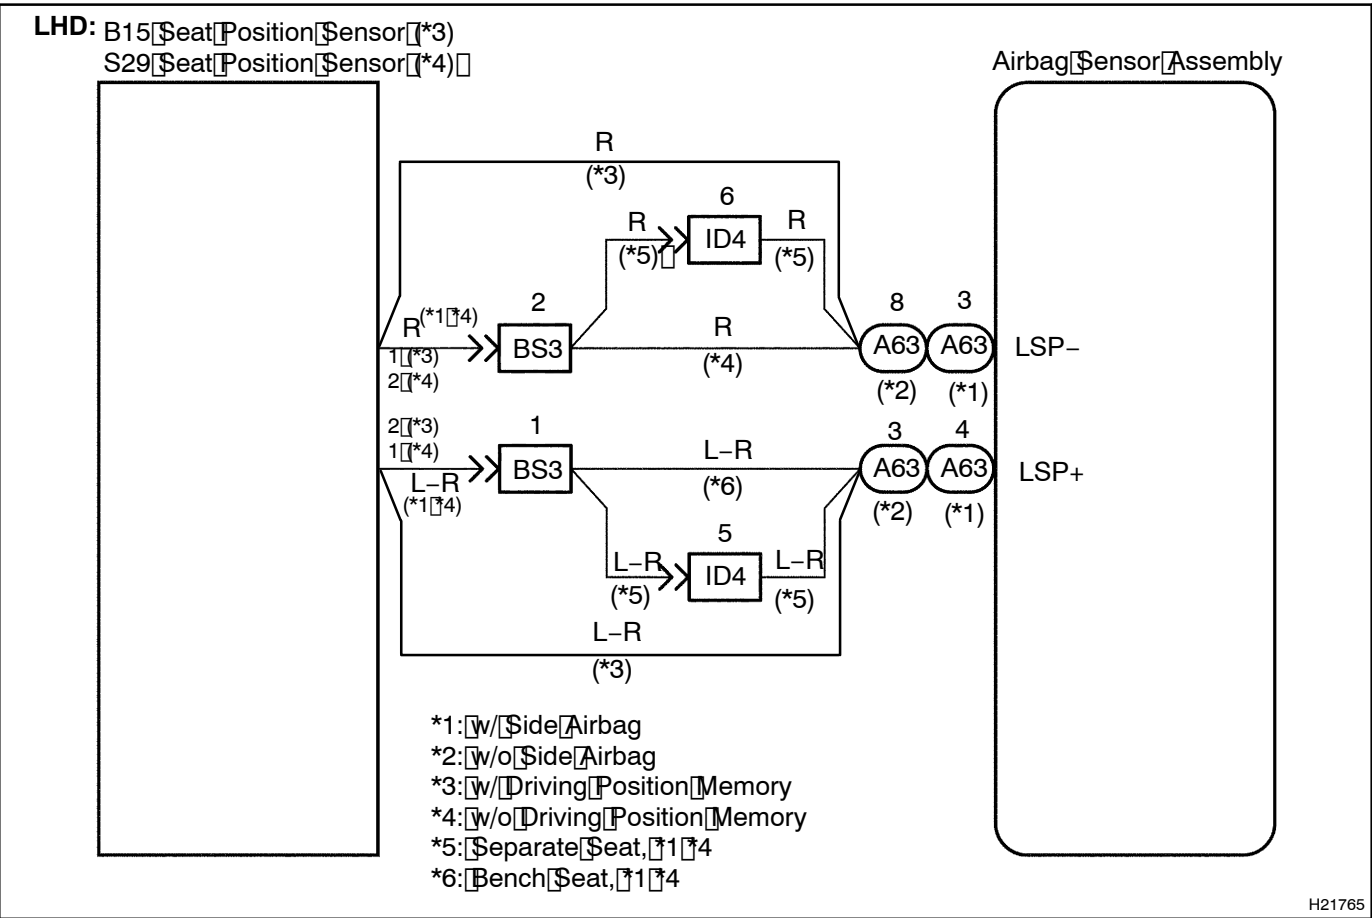 LHD: B15 Seat Position Sensor (*3)
S29 Seat Position Sensor (*4)
Airbag Sensor Assembly
R
(*3)
6
R
ID4
R
(*5)
(*5)
2
8
3
R
(*1 *4)
BS3
R
A63
A63
LSP−
1 (*3)
(*4)
2 (*4)
(*2)
(*1)
2 (*3)
1
3
4
1 (*4)
BS3
L−R
A63
A63
LSP+
L−R
(*6)
(*1 *4)
(*2)
(*1)
5
L−R
ID4
L−R
(*5)
(*5)
L−R
(*3)
*1: w/ Side Airbag
*2: w/o Side Airbag
*3: w/ Driving Position Memory
*4: w/o Driving Position Memory
*5: Separate Seat, *1 *4
*6: Bench Seat, *1 *4
H21765